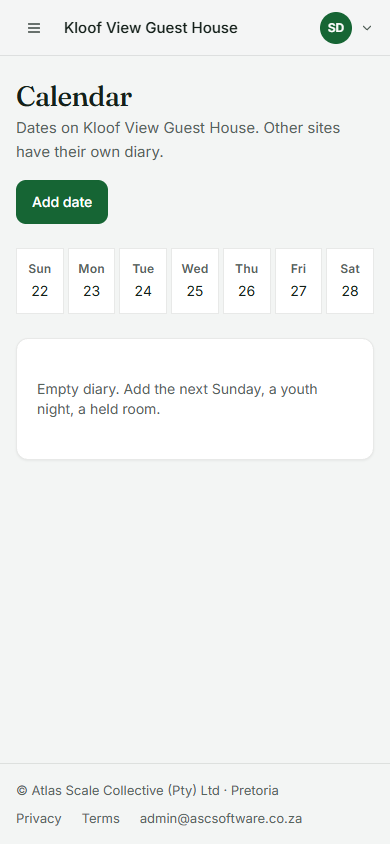 Kloof View Guest House
SD
Calendar
Dates on Kloof View Guest House. Other sites
have their own diary.
Add date
Sun Mon Tue Wed Thu Fri Sat
22 23 24 25 26 27 28
Empty diary. Add the next Sunday, a youth
night, a held room.
© Atlas Scale Collective (Pty) Ltd · Pretoria
Privacy Terms admin@ascsoftware.co.za